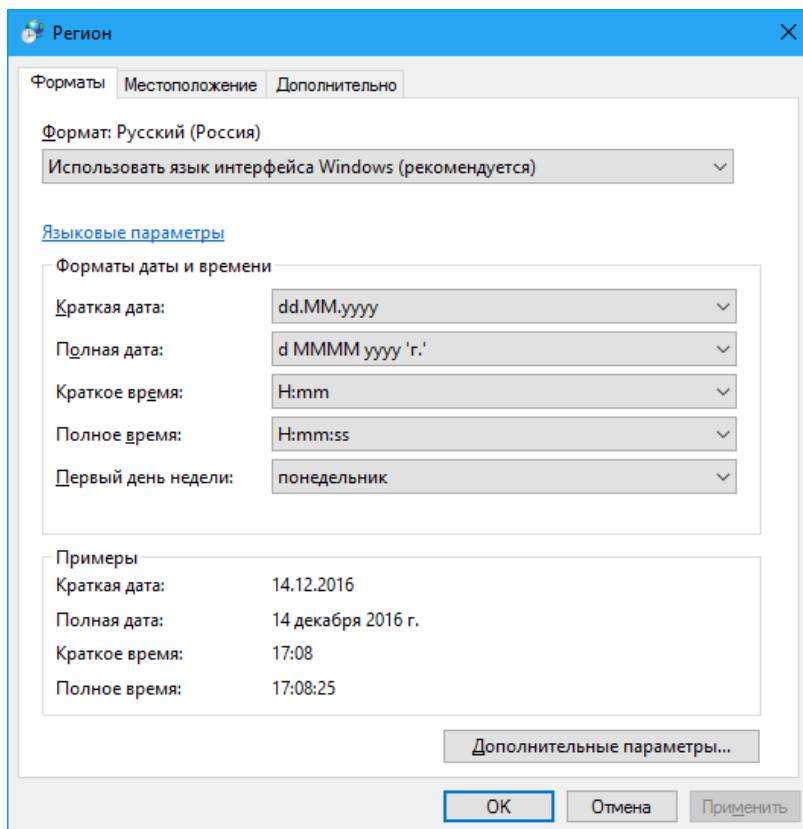 Регион
Форматы Местоположение Дополнительно
Формат: Русский (Россия)
Использовать язык интерфейса Windows (рекомендуется)
Языковые параметры
Форматы даты и времени
Краткая дата: dd.MM.yyyy
Полная дата: d MMMM yyyy 'г.'
Краткое время: H:mm
Полное время: H:mm:ss
Первый день недели: понедельник
Примеры
Краткая дата: 14.12.2016
Полная дата: 14 декабря 2016 г.
Краткое время: 17:08
Полное время: 17:08:25
Дополнительные параметры...
ОК Отмена Применить